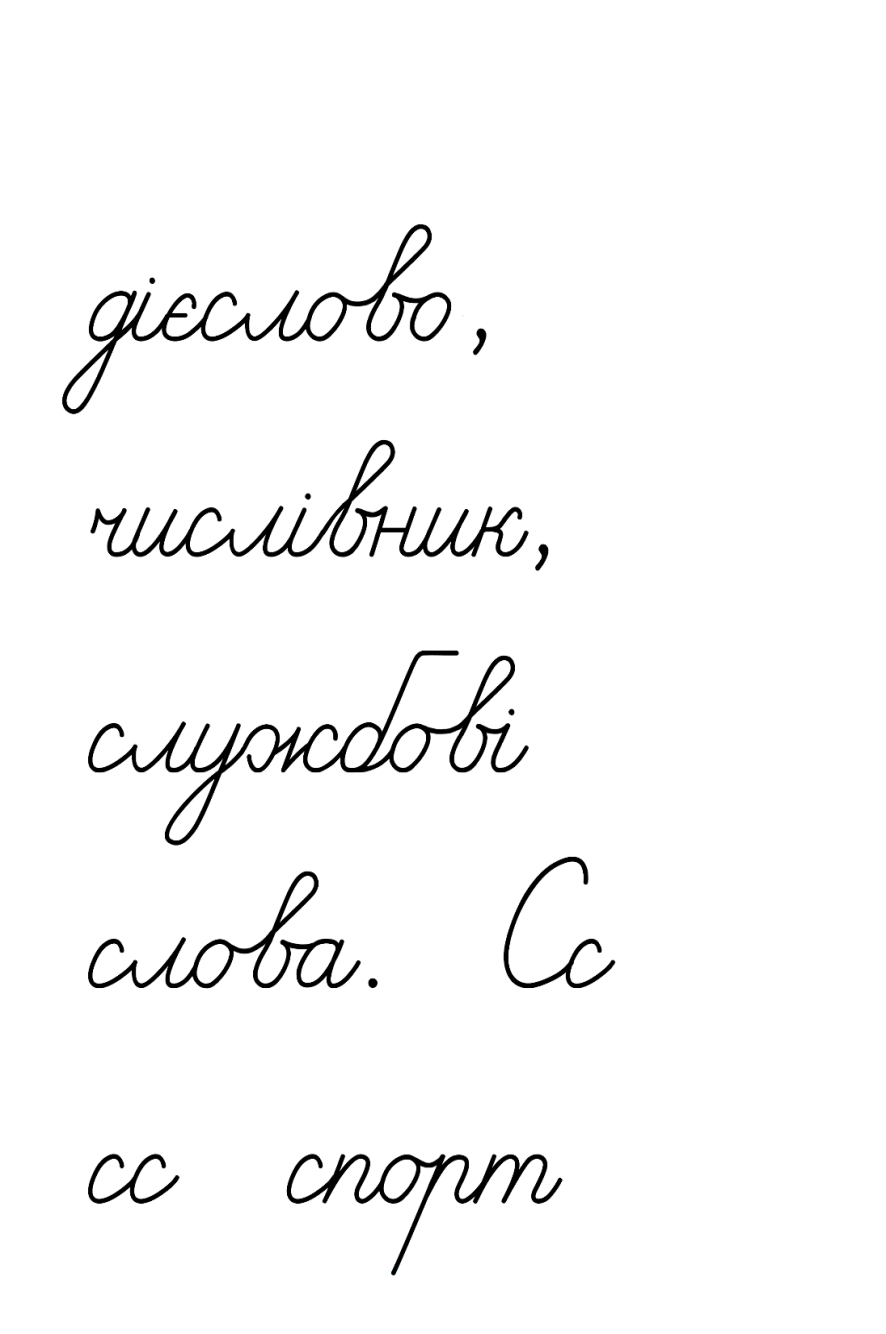 дієслово,
числівник,
службові
слова. Сс
сс спорт